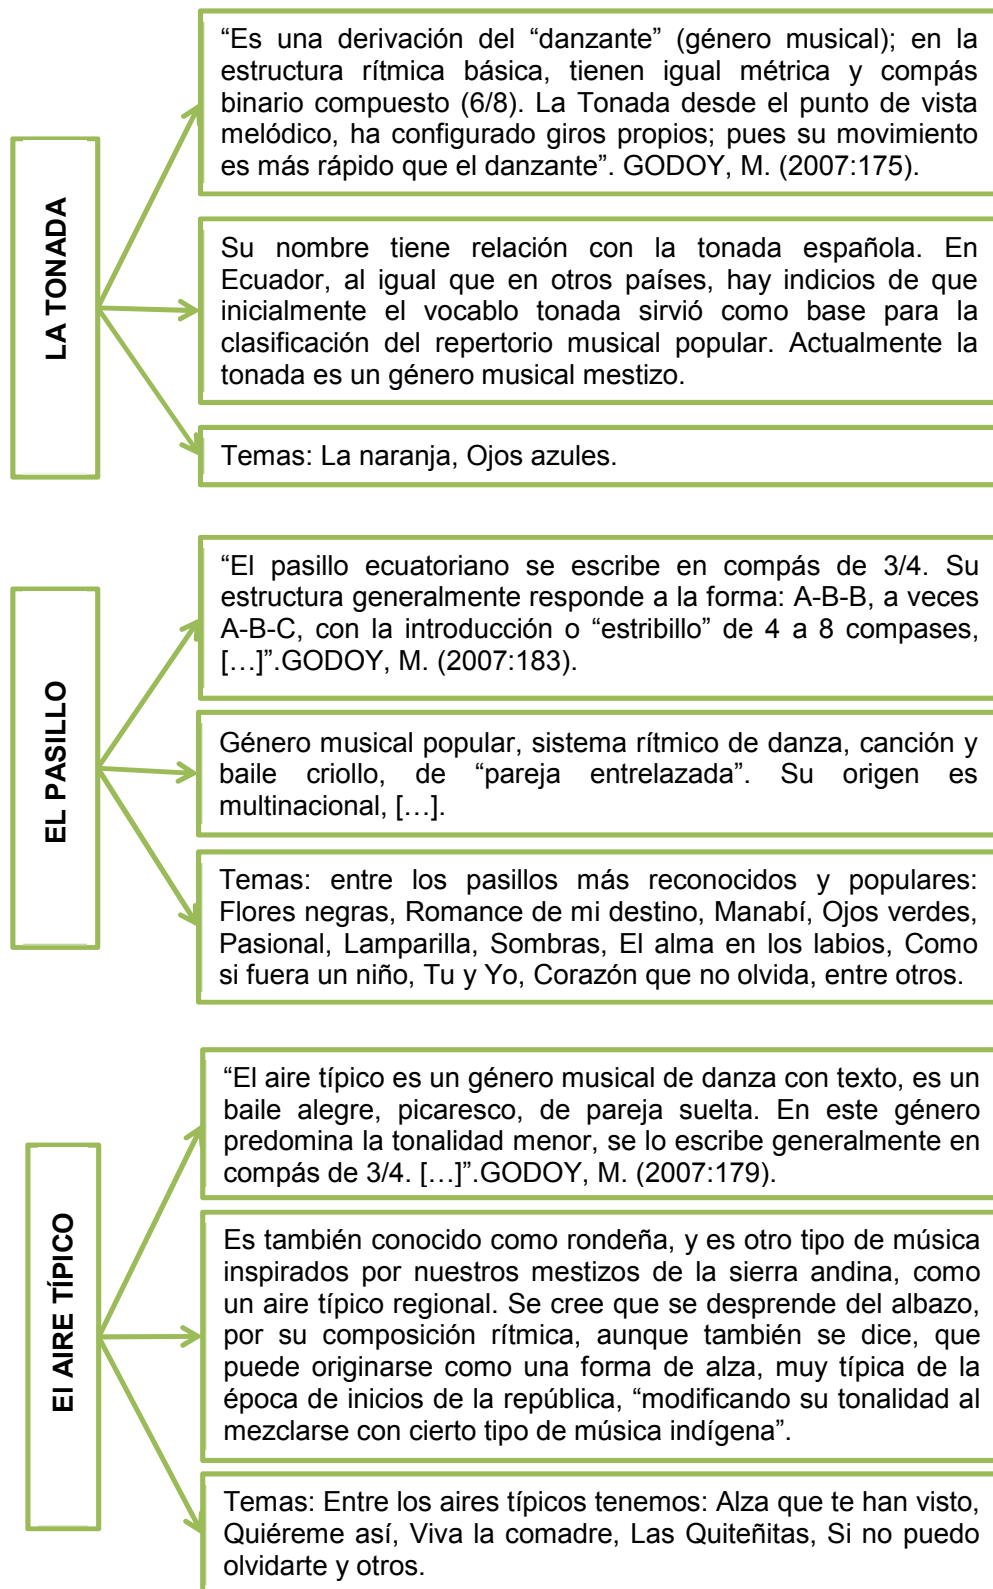 LA TONADA
“Es una derivación del “danzante” (género musical); en la
estructura rítmica básica, tienen igual métrica y compás
binario compuesto (6/8). La Tonada desde el punto de vista
melódico, ha configurado giros propios; pues su movimiento
es más rápido que el danzante”. GODOY, M. (2007:175).
Su nombre tiene relación con la tonada española. En
Ecuador, al igual que en otros países, hay indicios de que
inicialmente el vocablo tonada sirvió como base para la
clasificación del repertorio musical popular. Actualmente la
tonada es un género musical mestizo.
Temas: La naranja, Ojos azules.
EL PASILLO
“El pasillo ecuatoriano se escribe en compás de 3/4. Su
estructura generalmente responde a la forma: A-B-B, a veces
A-B-C, con la introducción o “estribillo” de 4 a 8 compases,
[…]”.GODOY, M. (2007:183).
Género musical popular, sistema rítmico de danza, canción y
baile criollo, de “pareja entrelazada”. Su origen es
multinacional, […].
Temas: entre los pasillos más reconocidos y populares:
Flores negras, Romance de mi destino, Manabí, Ojos verdes,
Pasional, Lamparilla, Sombras, El alma en los labios, Como
si fuera un niño, Tu y Yo, Corazón que no olvida, entre otros.
El AIRE TÍPICO
“El aire típico es un género musical de danza con texto, es un
baile alegre, picaresco, de pareja suelta. En este género
predomina la tonalidad menor, se lo escribe generalmente en
compás de 3/4. […]”.GODOY, M. (2007:179).
Es también conocido como rondeña, y es otro tipo de música
inspirados por nuestros mestizos de la sierra andina, como
un aire típico regional. Se cree que se desprende del albazo,
por su composición rítmica, aunque también se dice, que
puede originarse como una forma de alza, muy típica de la
época de inicios de la república, “modificando su tonalidad al
mezclarse con cierto tipo de música indígena”.
Temas: Entre los aires típicos tenemos: Alza que te han visto,
Quiéreme así, Viva la comadre, Las Quiteñitas, Si no puedo
olvidarte y otros.